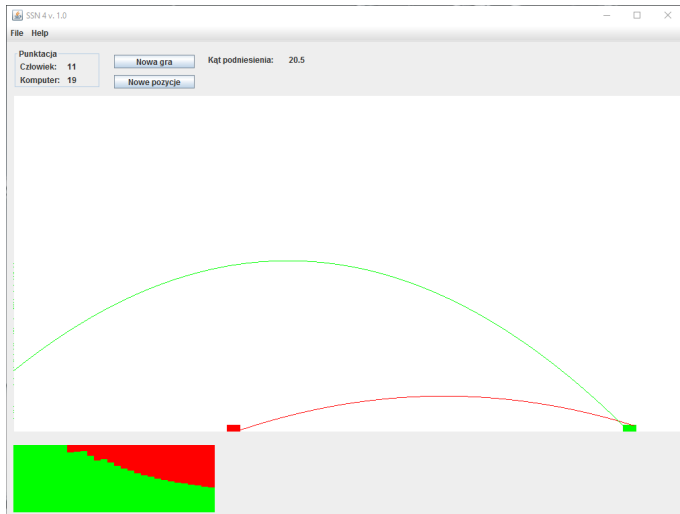 SSN 4 v. 1.0
File Help
Punktacja
Człowiek: 11
Komputer: 19
Nowa gra
Nowe pozycje
Kąt podniesienia: 20.5